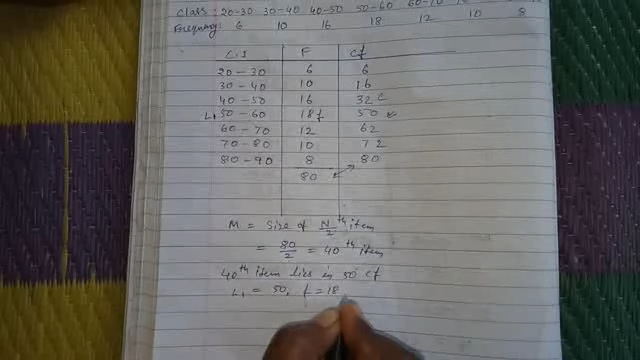 Class: 20-30 30-40 40-50 50-60 60-70
Frequency: 6 10 16 18 12 10 8
C.I F Cf
20-30 6 6
30-40 10 16
40-50 16 32 C
L₁ 50-60 18 f 50
60-70 12 62
70-80 10 72
80-90 8 80
80
M = Size of N/2 th item
= 80/2 = 40th item
40th item lies in 50 cf
L₁ = 50, f = 18